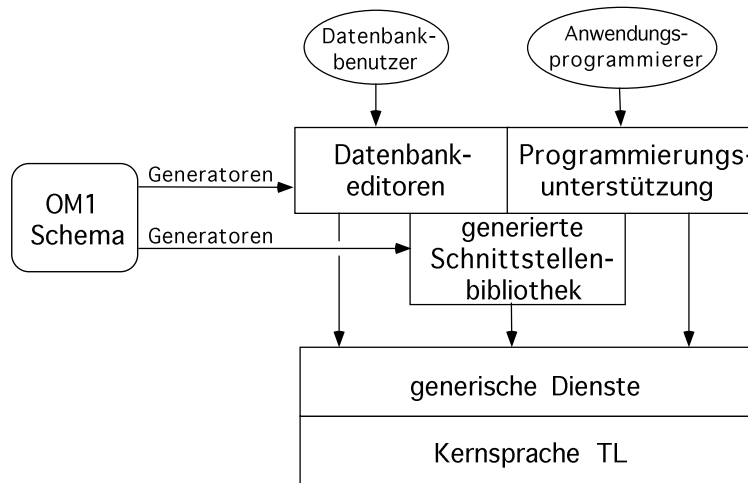 Datenbank-
benutzer
Anwendungs-
programmierer
Datenbank-
editoren
Programmierungs-
unterstützung
OM1
Schema
Generatoren
Generatoren
generierte
Schnittstellen-
bibliothek
generische Dienste
Kernsprache TL